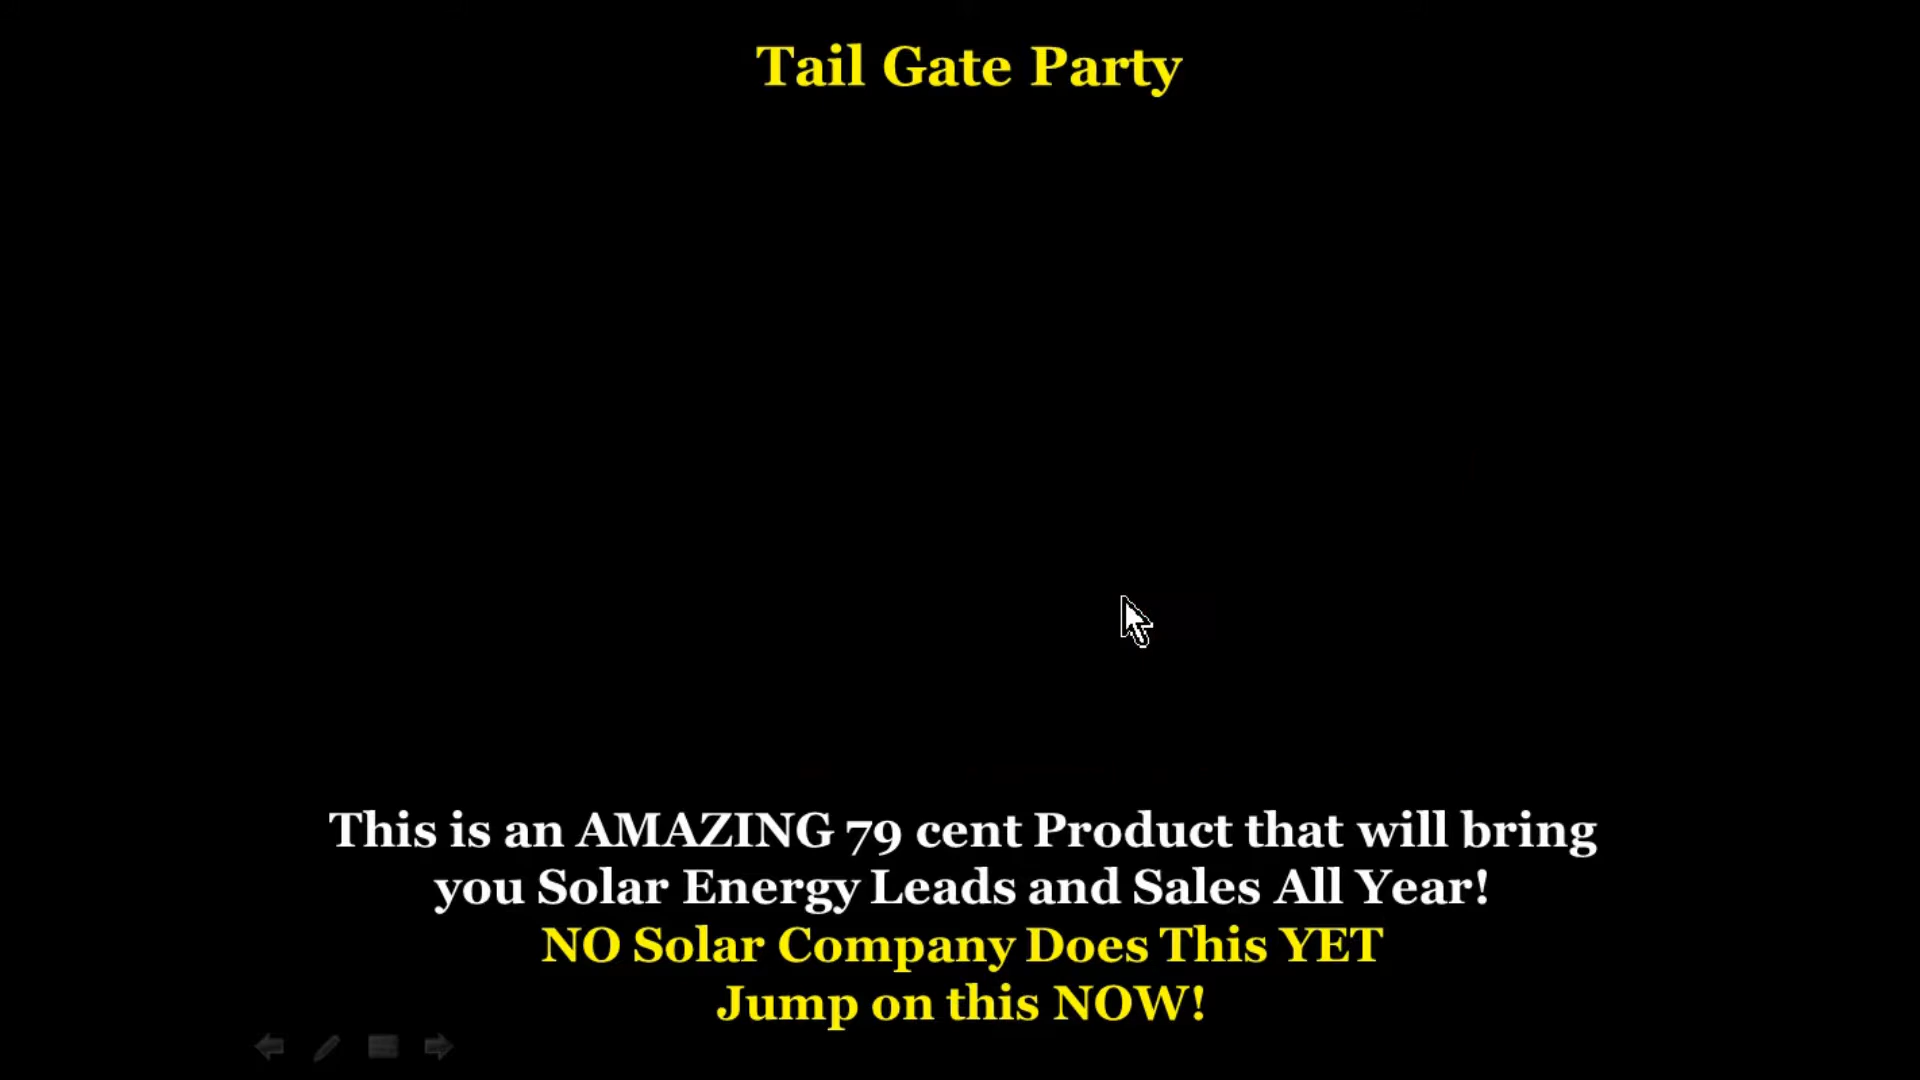 Tail Gate Party
This is an AMAZING 79 cent Product that will bring
you Solar Energy Leads and Sales All Year!
NO Solar Company Does This YET
Jump on this NOW!